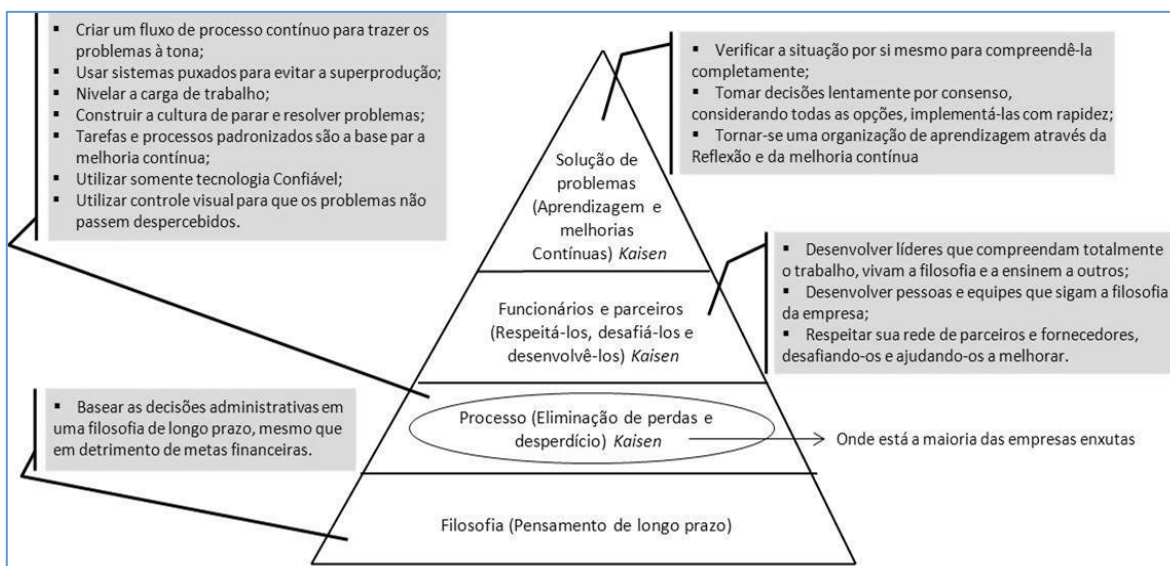 ▪ Criar um fluxo de processo contínuo para trazer os
problemas à tona;
▪ Usar sistemas puxados para evitar a superprodução;
▪ Nivelar a carga de trabalho;
▪ Construir a cultura de parar e resolver problemas;
▪ Tarefas e processos padronizados são a base par a
melhoria contínua;
▪ Utilizar somente tecnologia Confiável;
▪ Utilizar controle visual para que os problemas não
passem despercebidos.
▪ Verificar a situação por si mesmo para compreendê-la
completamente;
▪ Tomar decisões lentamente por consenso,
considerando todas as opções, implementá-las com rapidez;
▪ Tornar-se uma organização de aprendizagem através da
Reflexão e da melhoria contínua
Solução de
problemas
(Aprendizagem e
melhorias
Contínuas) Kaisen
▪ Desenvolver líderes que compreendam totalmente
o trabalho, vivam a filosofia e a ensinem a outros;
▪ Desenvolver pessoas e equipes que sigam a filosofia
da empresa;
▪ Respeitar sua rede de parceiros e fornecedores,
desafiando-os e ajudando-os a melhorar.
Funcionários e parceiros
(Respeitá-los, desafiá-los e
desenvolvê-los) Kaisen
▪ Basear as decisões administrativas em
uma filosofia de longo prazo, mesmo que
em detrimento de metas financeiras.
Processo (Eliminação de perdas e
desperdício) Kaisen
Onde está a maioria das empresas enxutas
Filosofia (Pensamento de longo prazo)